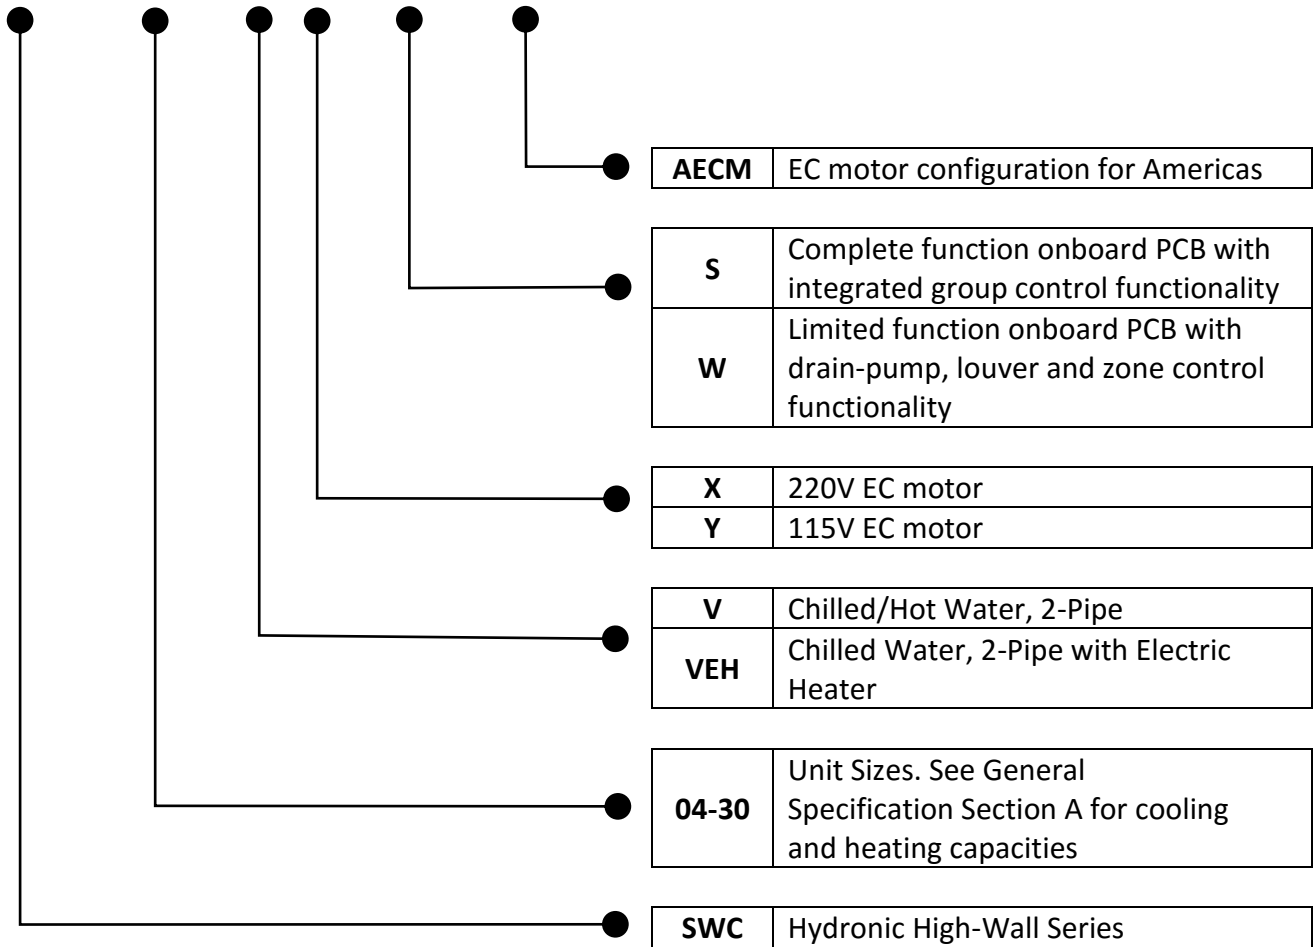 AECM EC motor configuration for Americas
S Complete function onboard PCB with
integrated group control functionality
W Limited function onboard PCB with
drain-pump, louver and zone control
functionality
X 220V EC motor
Y 115V EC motor
V Chilled/Hot Water, 2-Pipe
VEH Chilled Water, 2-Pipe with Electric
Heater
04-30 Unit Sizes. See General
Specification Section A for cooling
and heating capacities
SWC Hydronic High-Wall Series